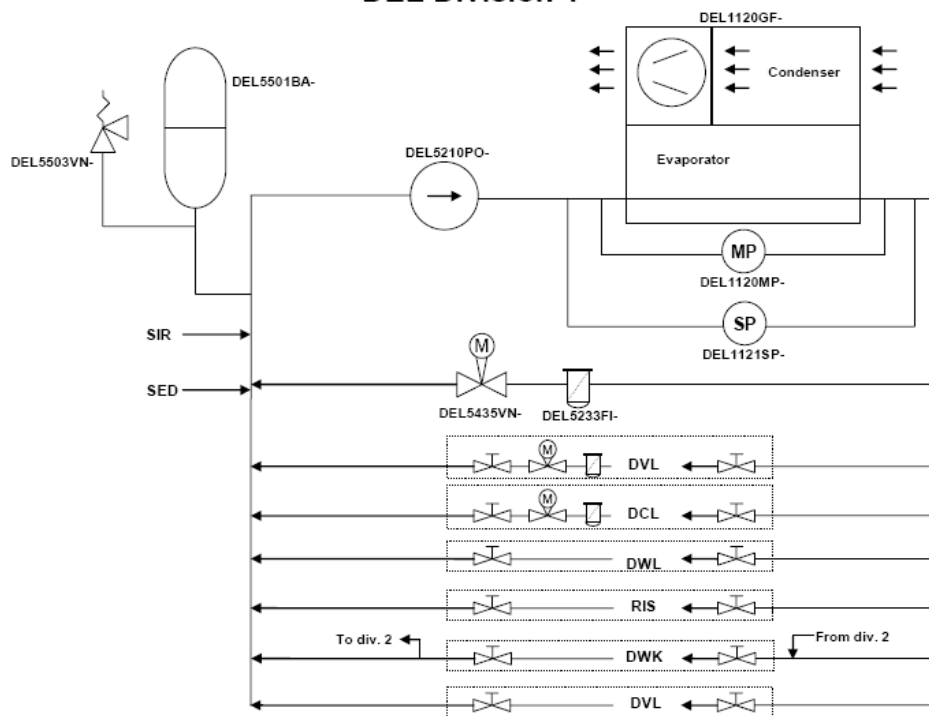 DEL1120GF-
DEL5501BA-
Condenser
DEL5503VN-
DEL5210PO-
Evaporator
MP
DEL1120MP-
SP
DEL1121SP-
SIR
M
SED
DEL5435VN-
DEL5233FI-
M
DVL
M
DCL
DWL
RIS
To div. 2
From div. 2
DWK
DVL